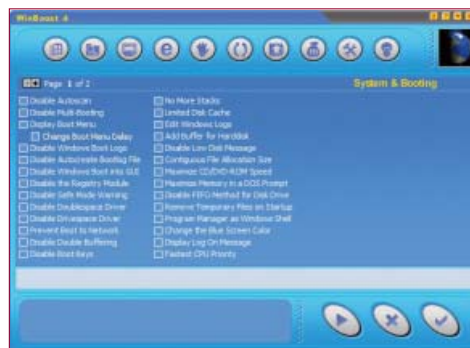 WinBoost 4
Page 1 of 2
System & Booting
Disable Autoscan
Disable Multi-Booting
Display Boot Menu
Change Boot Menu Delay
Disable Windows Boot Logo
Disable Autocreate Bootlog File
Disable Windows Boot into GUI
Disable the Registry Module
Disable Safe Mode Warning
Disable Doublespace Driver
Disable Drivespace Driver
Prevent Boot to Network
Disable Double Buffering
Disable Boot Keys
No More Stacks
Limited Disk Cache
Edit Windows Logo
Add Buffer for Harddisk
Disable Low Disk Message
Contiguous File Allocation Size
Maximize CD/DVD-ROM Speed
Maximize Memory in a DOS Prompt
Disable FIFO Method for Disk Drive
Remove Temporary Files on Startup
Program Manager as Windows Shell
Change the Blue Screen Color
Display Log On Message
Fastest CPU Priority